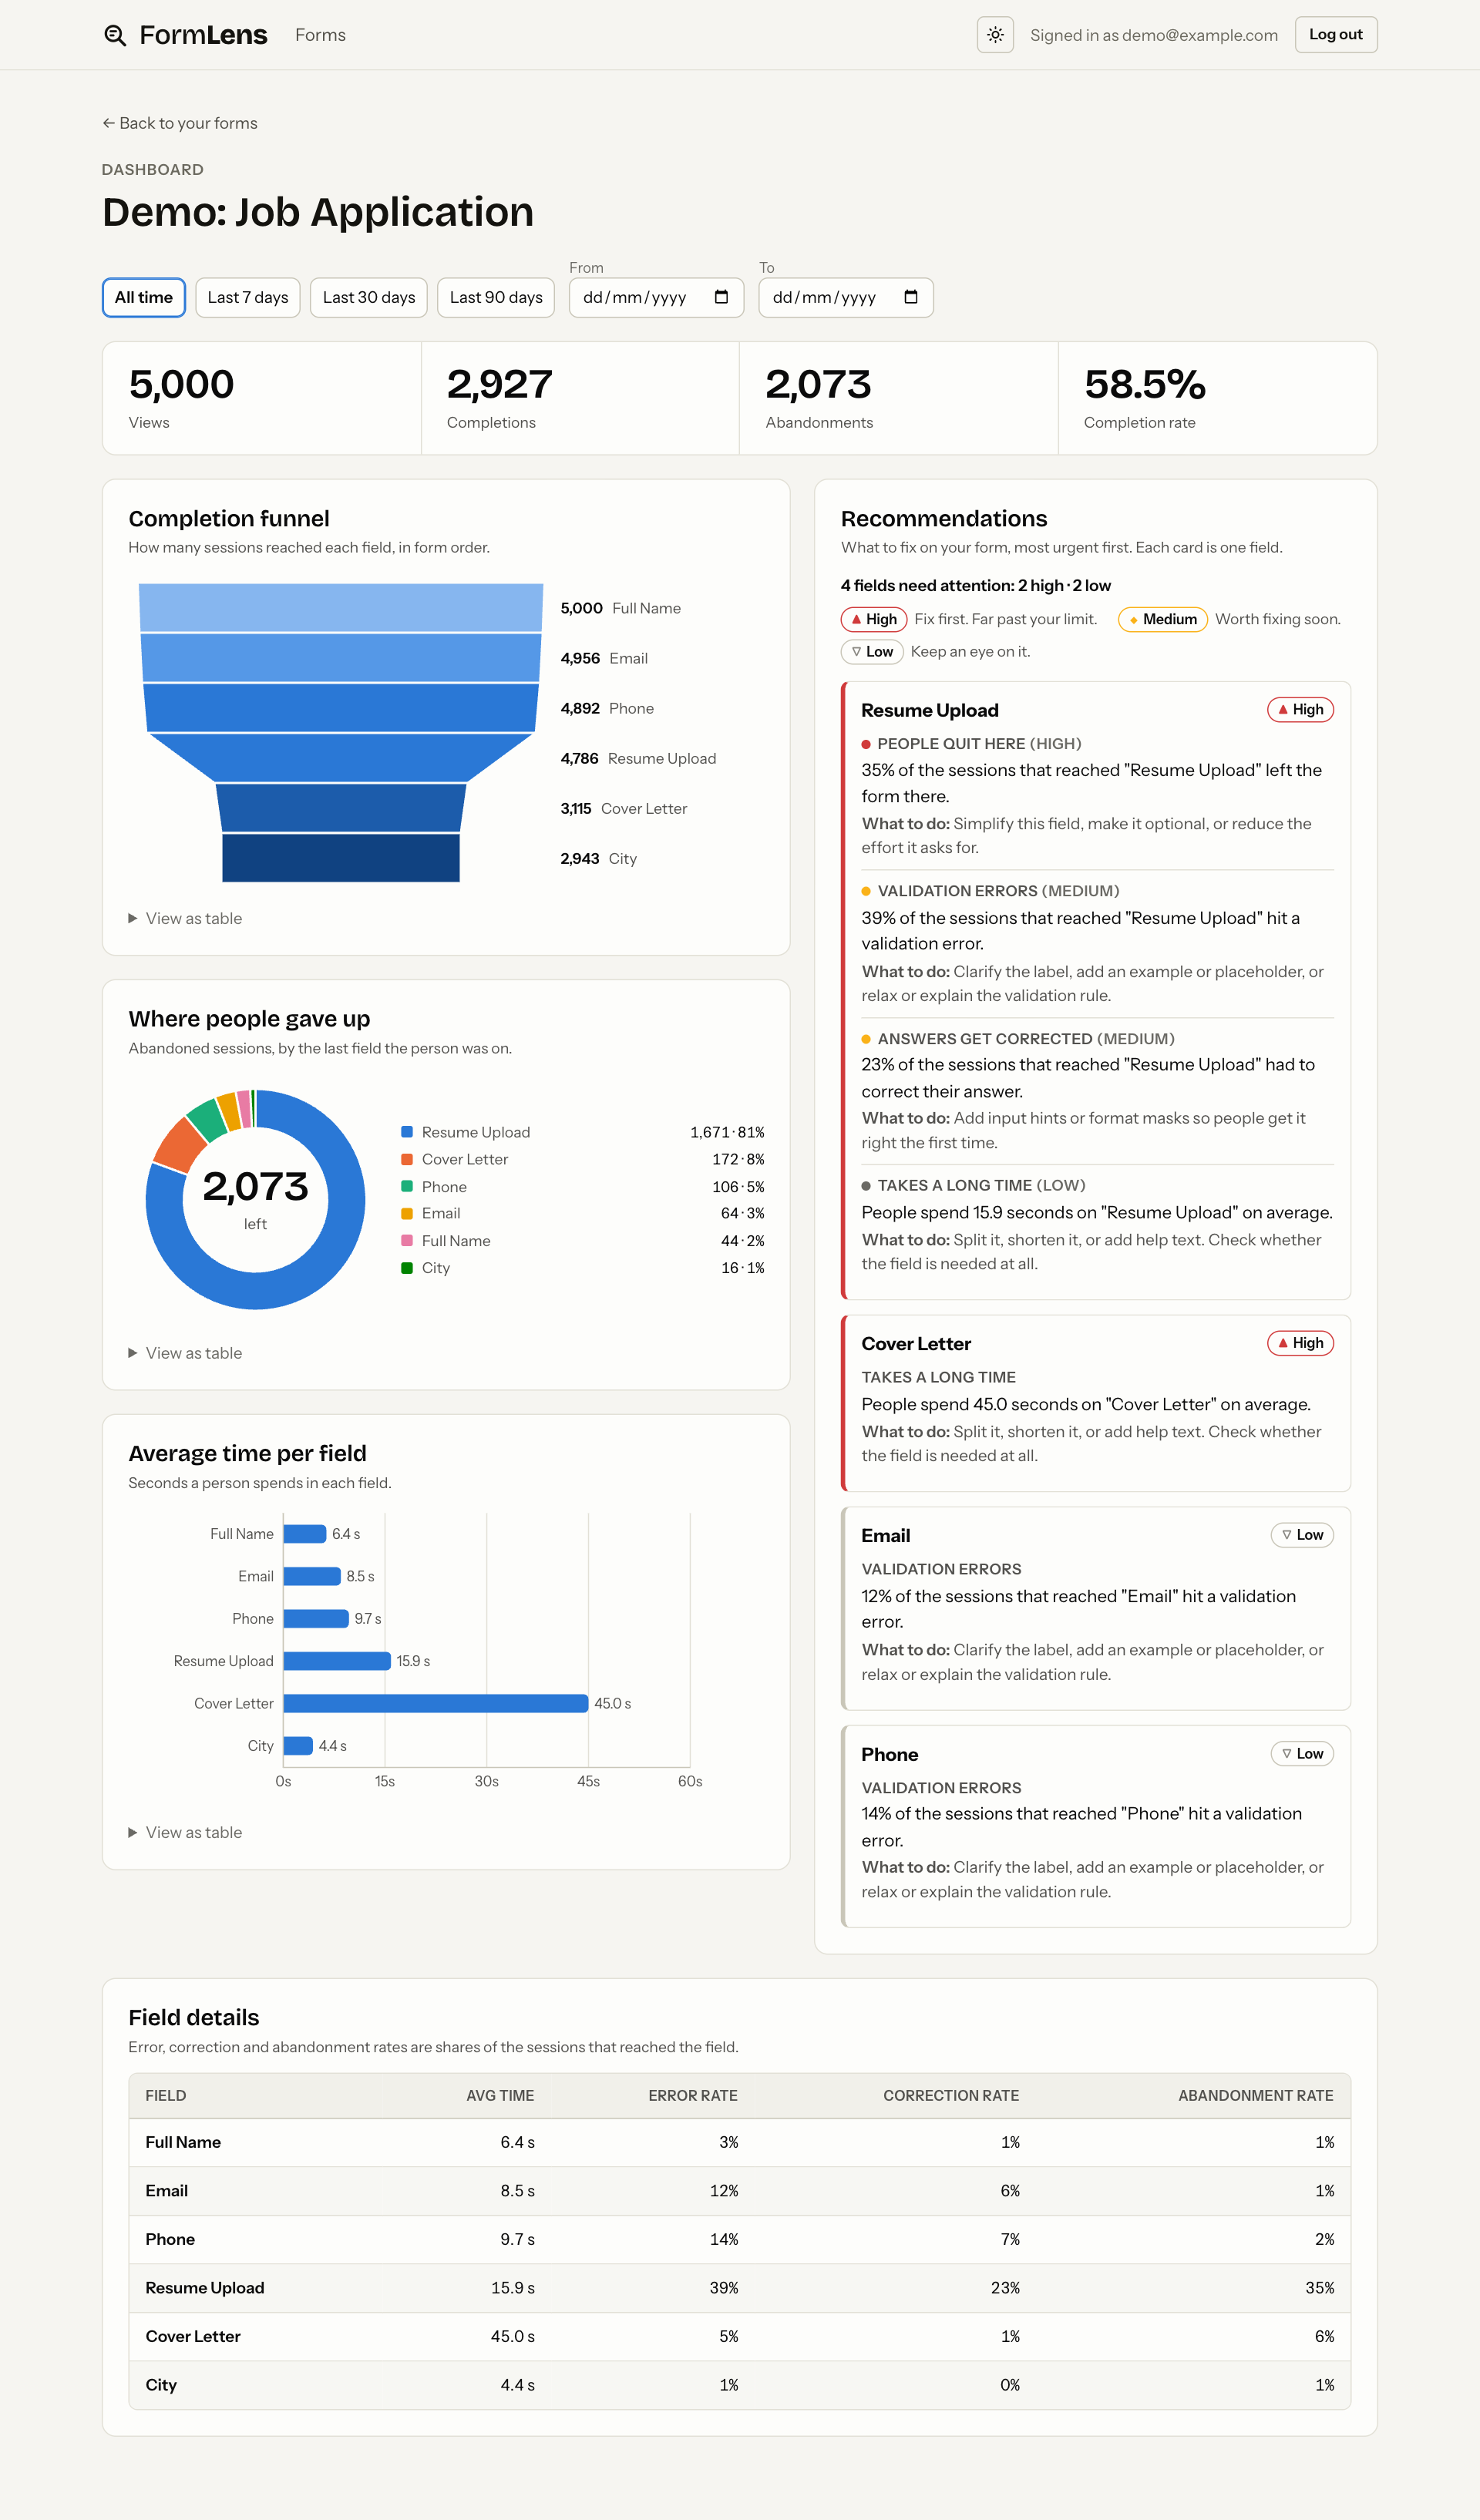 FormLens
Forms
Signed in as demo@example.com
Log out
← Back to your forms
DASHBOARD
Demo: Job Application
From
To
All time
Last 7 days
Last 30 days
Last 90 days
dd/mm/yyyy
dd/mm/yyyy
5,000
Views
2,927
Completions
2,073
Abandonments
58.5%
Completion rate
Completion funnel
How many sessions reached each field, in form order.
5,000 Full Name
4,956 Email
4,892 Phone
4,786 Resume Upload
3,115 Cover Letter
2,943 City
▶ View as table
Where people gave up
Abandoned sessions, by the last field the person was on.
2,073
left
Resume Upload 1,671 · 81%
Cover Letter 172 · 8%
Phone 106 · 5%
Email 64 · 3%
Full Name 44 · 2%
City 16 · 1%
▶ View as table
Average time per field
Seconds a person spends in each field.
Full Name 6.4 s
Email 8.5 s
Phone 9.7 s
Resume Upload 15.9 s
Cover Letter 45.0 s
City 4.4 s
0s 15s 30s 45s 60s
▶ View as table
Recommendations
What to fix on your form, most urgent first. Each card is one field.
4 fields need attention: 2 high · 2 low
▲ High Fix first. Far past your limit. ◆ Medium Worth fixing soon.
▽ Low Keep an eye on it.
Resume Upload ▲ High
PEOPLE QUIT HERE (HIGH)
35% of the sessions that reached "Resume Upload" left the
form there.
What to do: Simplify this field, make it optional, or reduce the
effort it asks for.
VALIDATION ERRORS (MEDIUM)
39% of the sessions that reached "Resume Upload" hit a
validation error.
What to do: Clarify the label, add an example or placeholder, or
relax or explain the validation rule.
ANSWERS GET CORRECTED (MEDIUM)
23% of the sessions that reached "Resume Upload" had to
correct their answer.
What to do: Add input hints or format masks so people get it
right the first time.
TAKES A LONG TIME (LOW)
People spend 15.9 seconds on "Resume Upload" on average.
What to do: Split it, shorten it, or add help text. Check whether
the field is needed at all.
Cover Letter ▲ High
TAKES A LONG TIME
People spend 45.0 seconds on "Cover Letter" on average.
What to do: Split it, shorten it, or add help text. Check whether
the field is needed at all.
Email ▽ Low
VALIDATION ERRORS
12% of the sessions that reached "Email" hit a validation
error.
What to do: Clarify the label, add an example or placeholder, or
relax or explain the validation rule.
Phone ▽ Low
VALIDATION ERRORS
14% of the sessions that reached "Phone" hit a validation
error.
What to do: Clarify the label, add an example or placeholder, or
relax or explain the validation rule.
Field details
Error, correction and abandonment rates are shares of the sessions that reached the field.
FIELD AVG TIME ERROR RATE CORRECTION RATE ABANDONMENT RATE
Full Name 6.4 s 3% 1% 1%
Email 8.5 s 12% 6% 1%
Phone 9.7 s 14% 7% 2%
Resume Upload 15.9 s 39% 23% 35%
Cover Letter 45.0 s 5% 1% 6%
City 4.4 s 1% 0% 1%